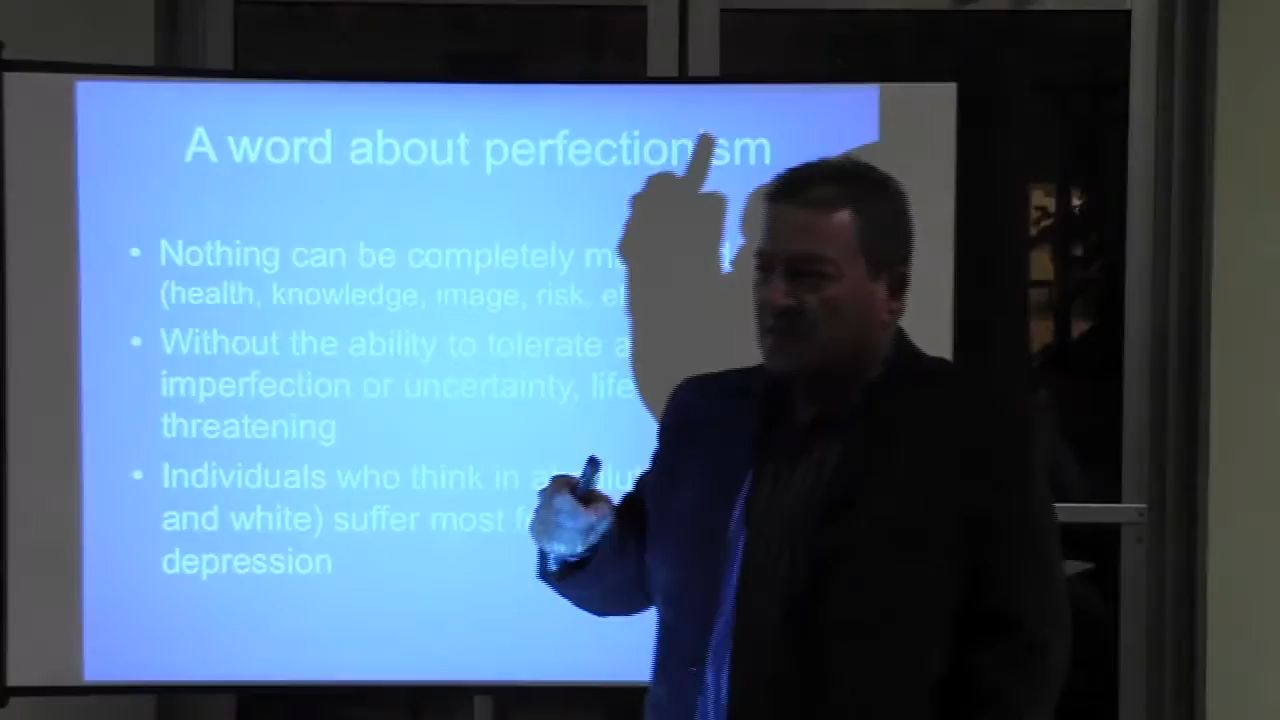 A word about perfectionism
• Nothing can be completely
(health, knowledge, image, risk,
• Without the ability to tolerate
imperfection or uncertainty, life
threatening
• Individuals who think in
and white) suffer most
depression